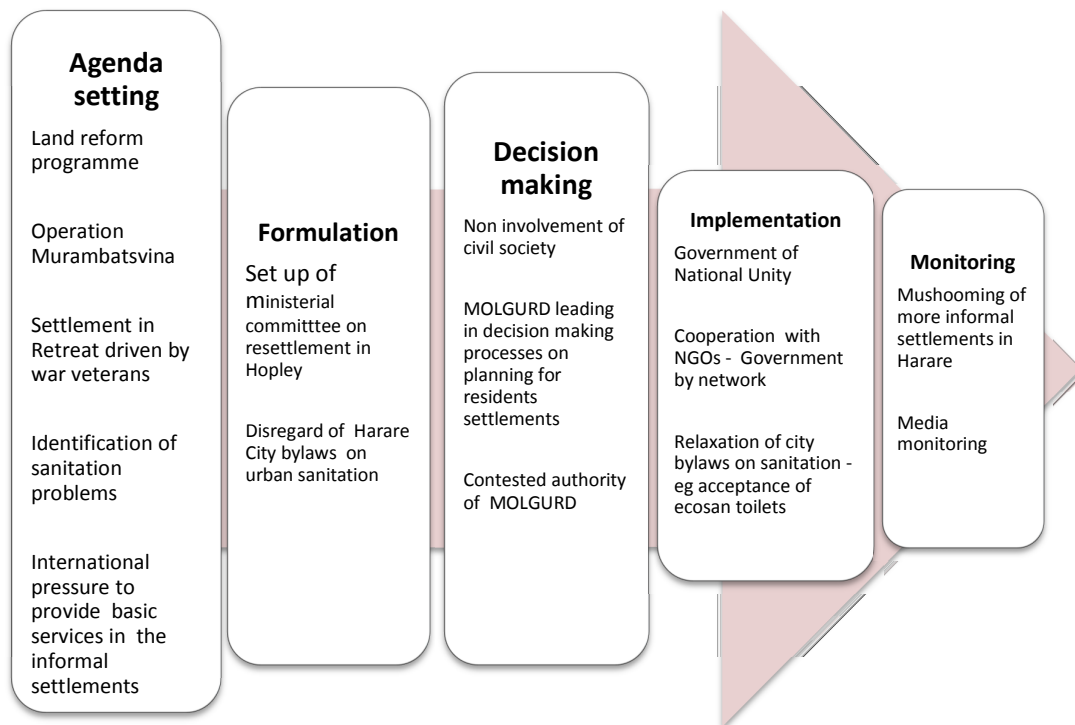 Agenda
setting
Land reform
programme
Operation
Murambatsvina
Settlement in
Retreat driven by
war veterans
Identification of
sanitation
problems
International
pressure to
provide basic
services in the
informal
settlements
Formulation
Set up of
ministerial
committtee on
resettlement in
Hopley
Disregard of Harare
City bylaws on
urban sanitation
Decision
making
Non involvement of
civil society
MOLGURD leading
in decision making
processes on
planning for
residents
settlements
Contested authority
of MOLGURD
Implementation
Government of
National Unity
Cooperation with
NGOs - Government
by network
Relaxation of city
bylaws on sanitation -
eg acceptance of
ecosan toilets
Monitoring
Mushooming of
more informal
settlements in
Harare
Media
monitoring